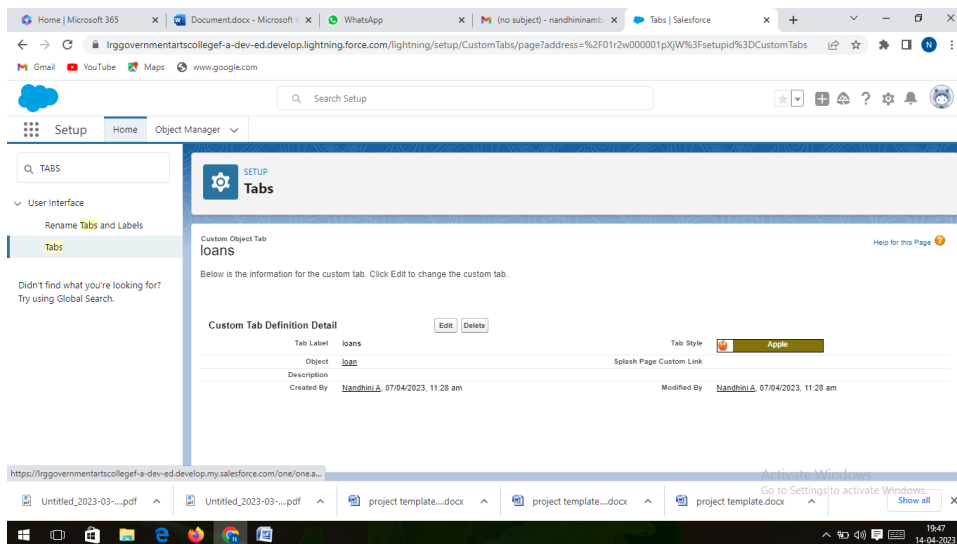 Home | Microsoft 365
Document.docx - Microsoft W
WhatsApp
(no subject) - nandhininamb
Tabs | Salesforce
lrggovernmentartscollegef-a-dev-ed.develop.lightning.force.com/lightning/setup/CustomTabs/page?address=%2F01r2w000001pXjW%3Fsetupid%3DCustomTabs
N
Gmail
YouTube
Maps
www.google.com
Search Setup
Setup
Home
Object Manager
TABS
User Interface
Rename Tabs and Labels
Tabs
Didn't find what you're looking for?
Try using Global Search.
SETUP
Tabs
Custom Object Tab
loans
Help for this Page
Below is the information for the custom tab. Click Edit to change the custom tab.
Custom Tab Definition Detail
Edit
Delete
Tab Label loans
Tab Style Apple
Object loan
Splash Page Custom Link
Description
Created By Nandhini A, 07/04/2023, 11:28 am
Modified By Nandhini A, 07/04/2023, 11:28 am
https://lrggovernmentartscollegef-a-dev-ed.develop.my.salesforce.com/one/one.a...
Activate Windows
Go to Settings to activate Windows.
Untitled_2023-03-....pdf
Untitled_2023-03-....pdf
project template....docx
project template....docx
project template.docx
Show all
19:47
14-04-2023